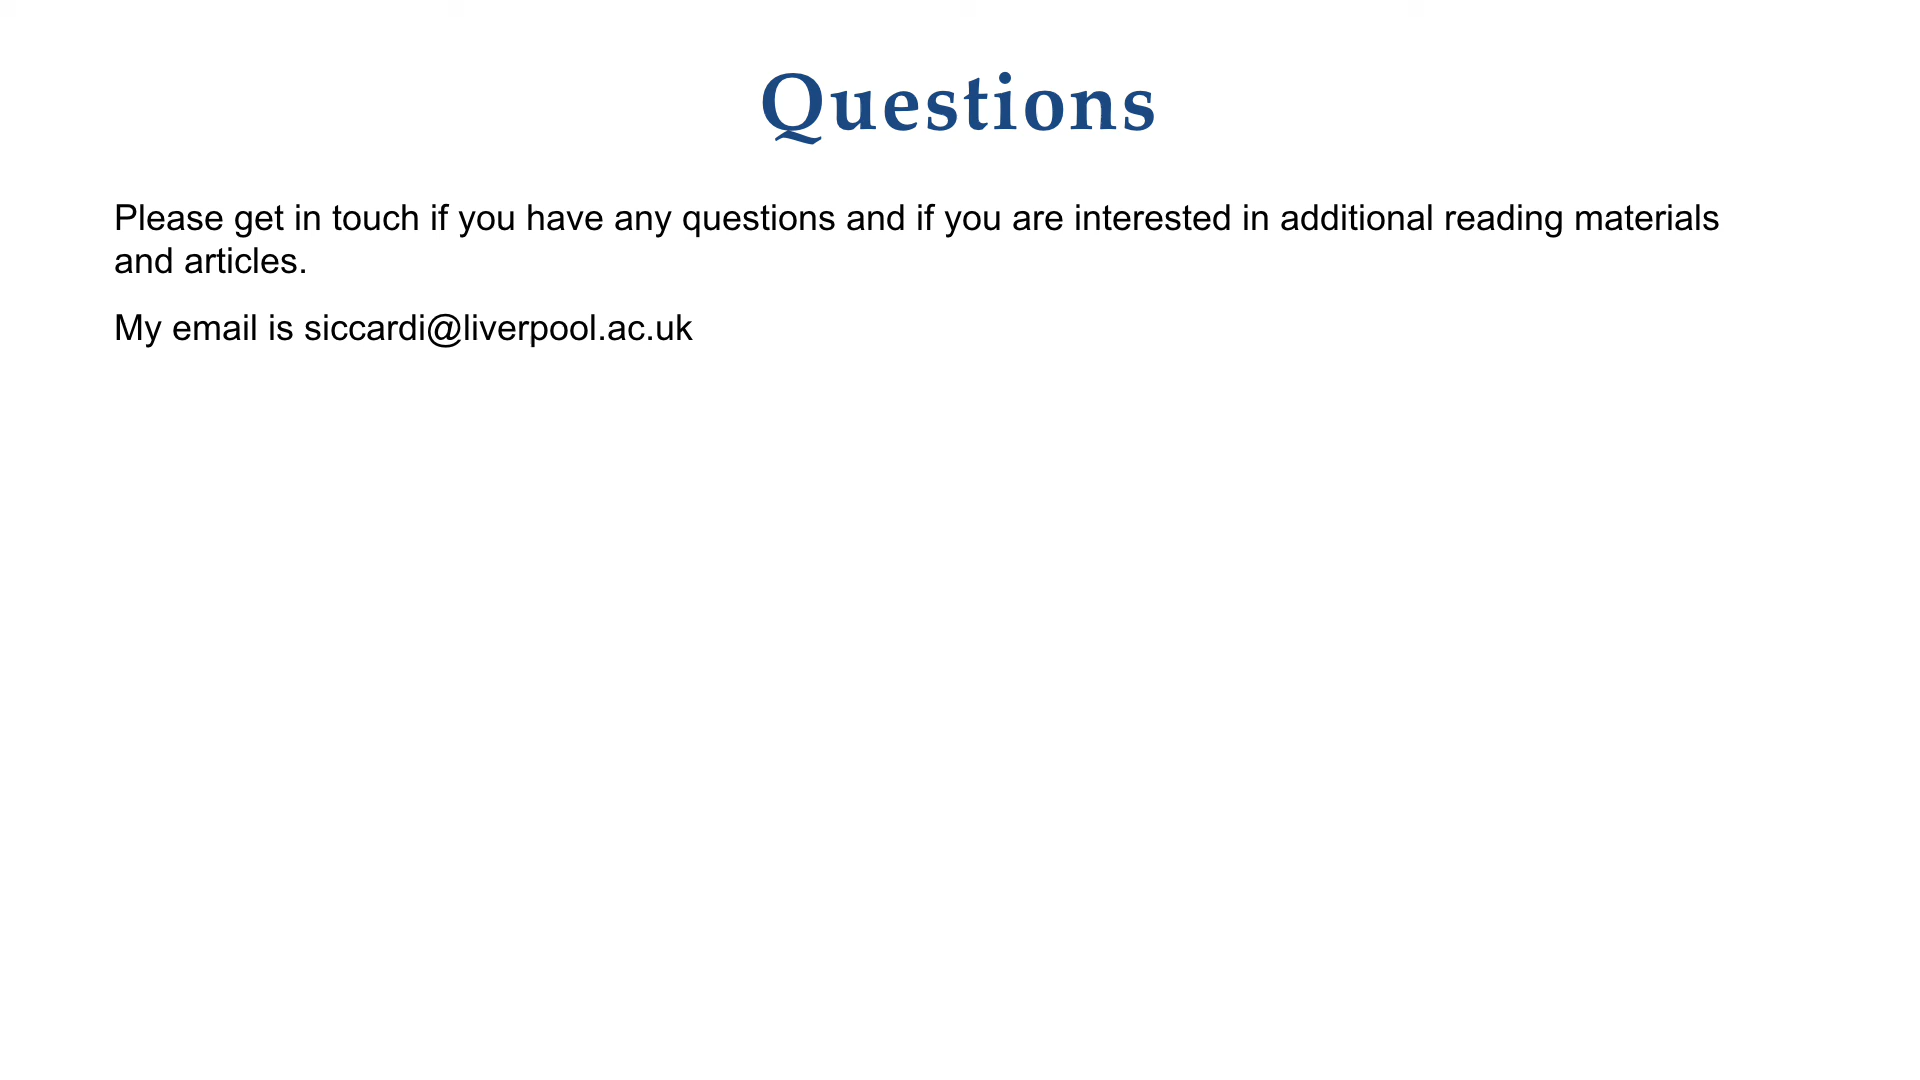 Questions
Please get in touch if you have any questions and if you are interested in additional reading materials
and articles.
My email is siccardi@liverpool.ac.uk